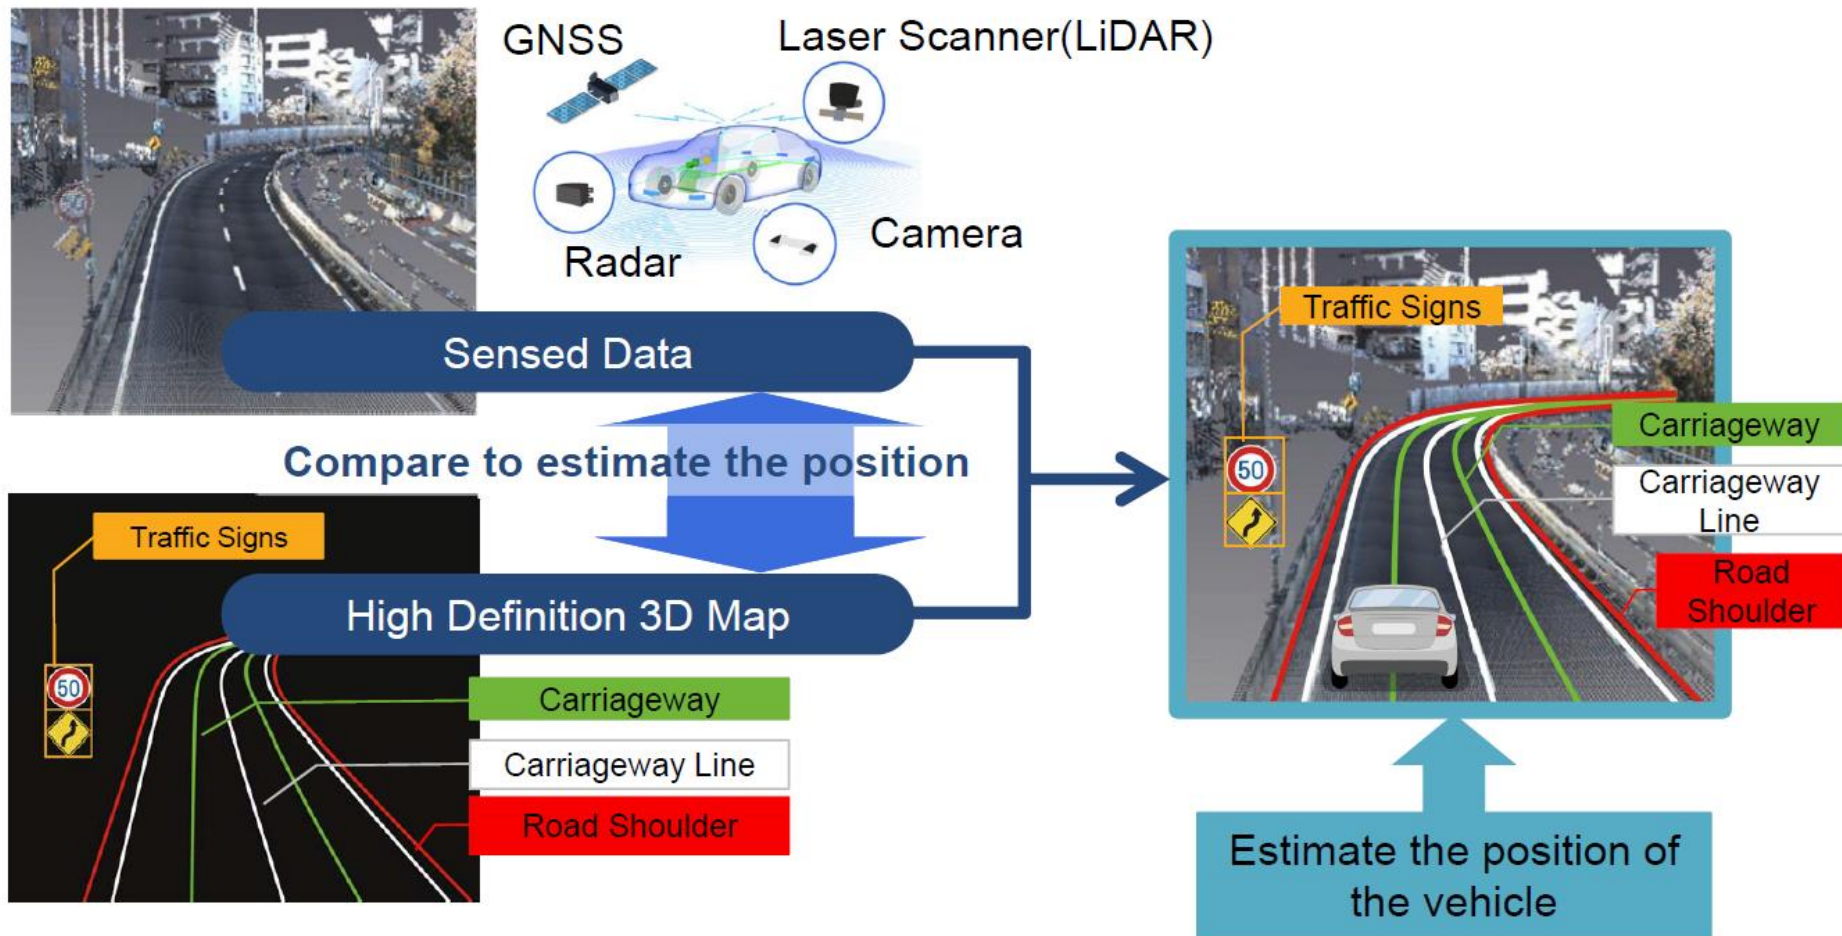 GNSS
Laser Scanner(LiDAR)
Radar
Camera
Sensed Data
Compare to estimate the position
Traffic Signs
High Definition 3D Map
50
Carriageway
Carriageway Line
Road Shoulder
Traffic Signs
50
Carriageway
Carriageway
Line
Road
Shoulder
Estimate the position of
the vehicle